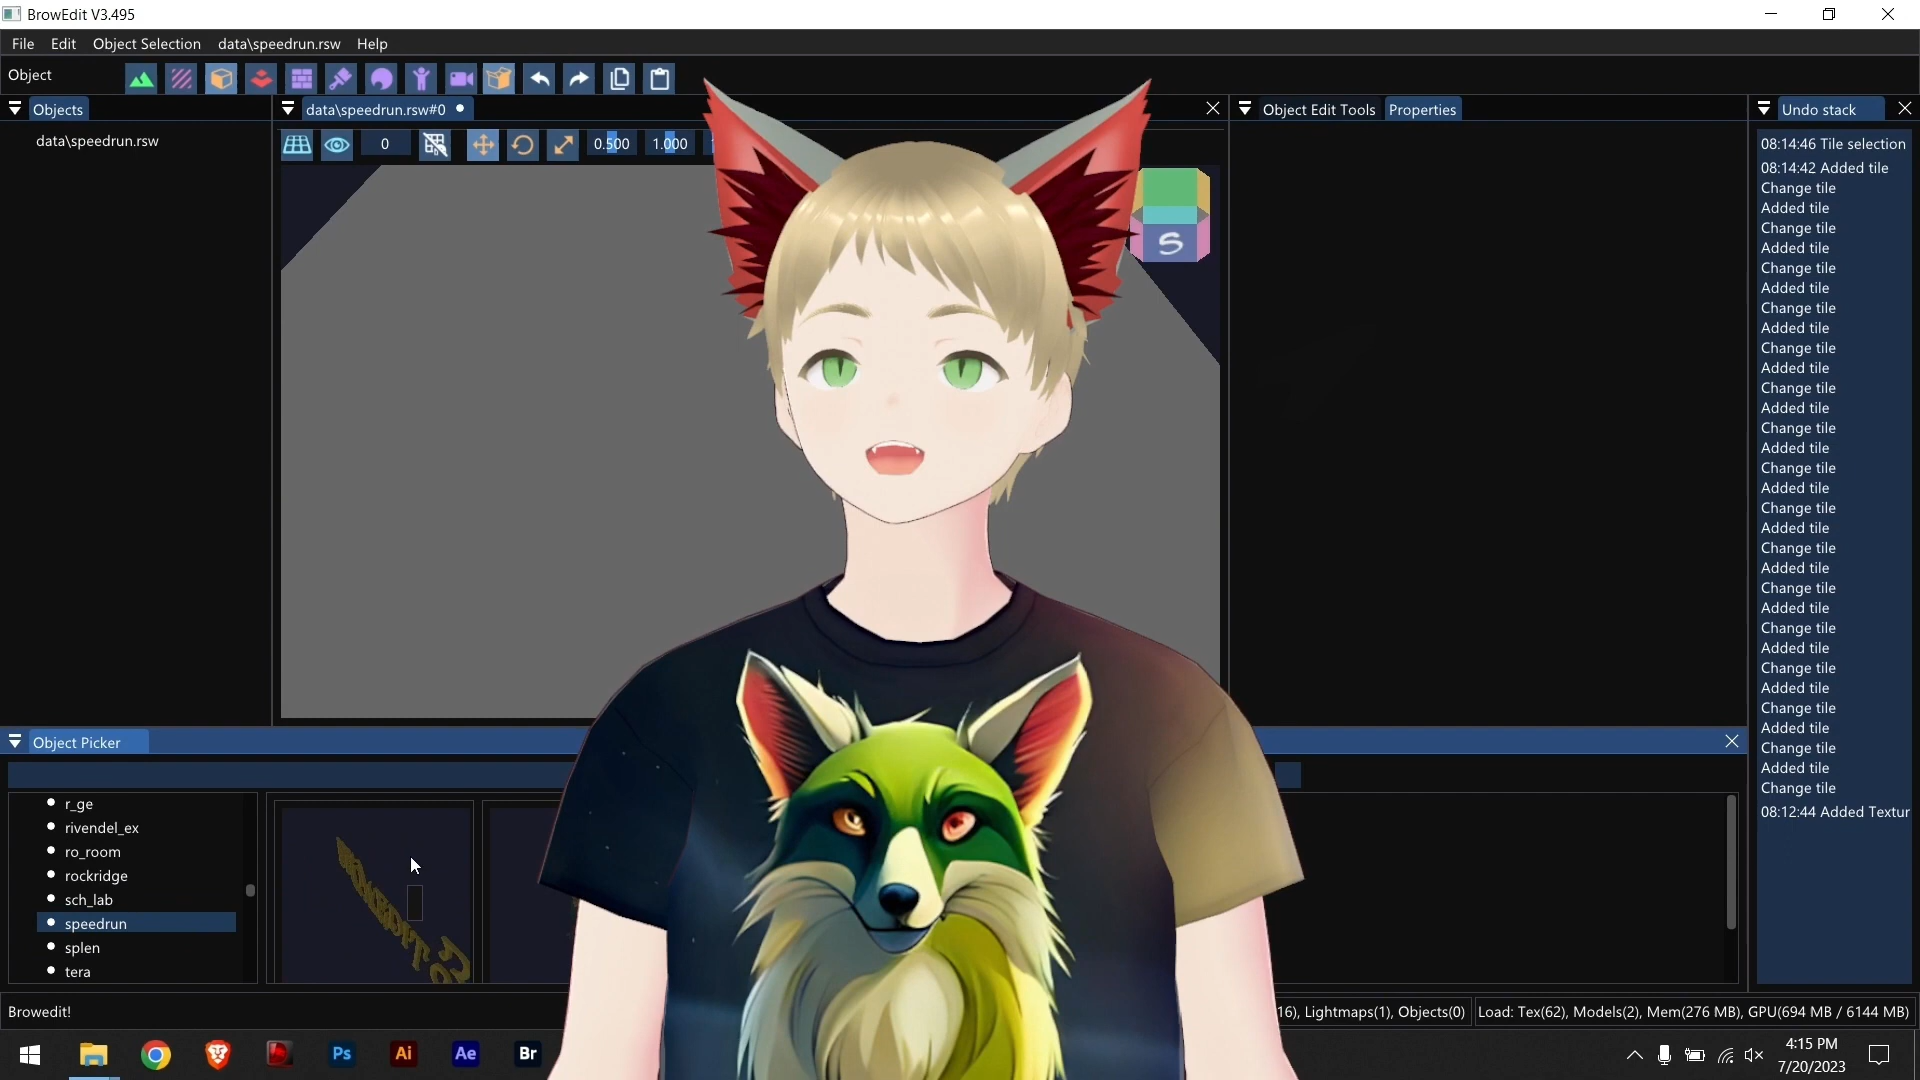 BrowEdit V3.495
File Edit Object Selection data\speedrun.rsw Help
Object
Objects
data\speedrun.rsw#0
Object Edit Tools Properties
Undo stack
data\speedrun.rsw
0
0.500
1.000
S
08:14:46 Tile selection
08:14:42 Added tile
Change tile
Added tile
Change tile
Added tile
Change tile
Added tile
Change tile
Added tile
Change tile
Added tile
Change tile
Added tile
Change tile
Added tile
Change tile
Added tile
Change tile
Added tile
Change tile
Added tile
Change tile
Added tile
Change tile
Added tile
Change tile
Added tile
Change tile
Added tile
Change tile
Added tile
Change tile
08:12:44 Added Textur
Object Picker
r_ge
rivendel_ex
ro_room
rockridge
sch_lab
speedrun
splen
tera
Browedit!
16), Lightmaps(1), Objects(0)
Load: Tex(62), Models(2), Mem(276 MB), GPU(694 MB / 6144 MB)
Ps
Ai
Ae
Br
4:15 PM
7/20/2023